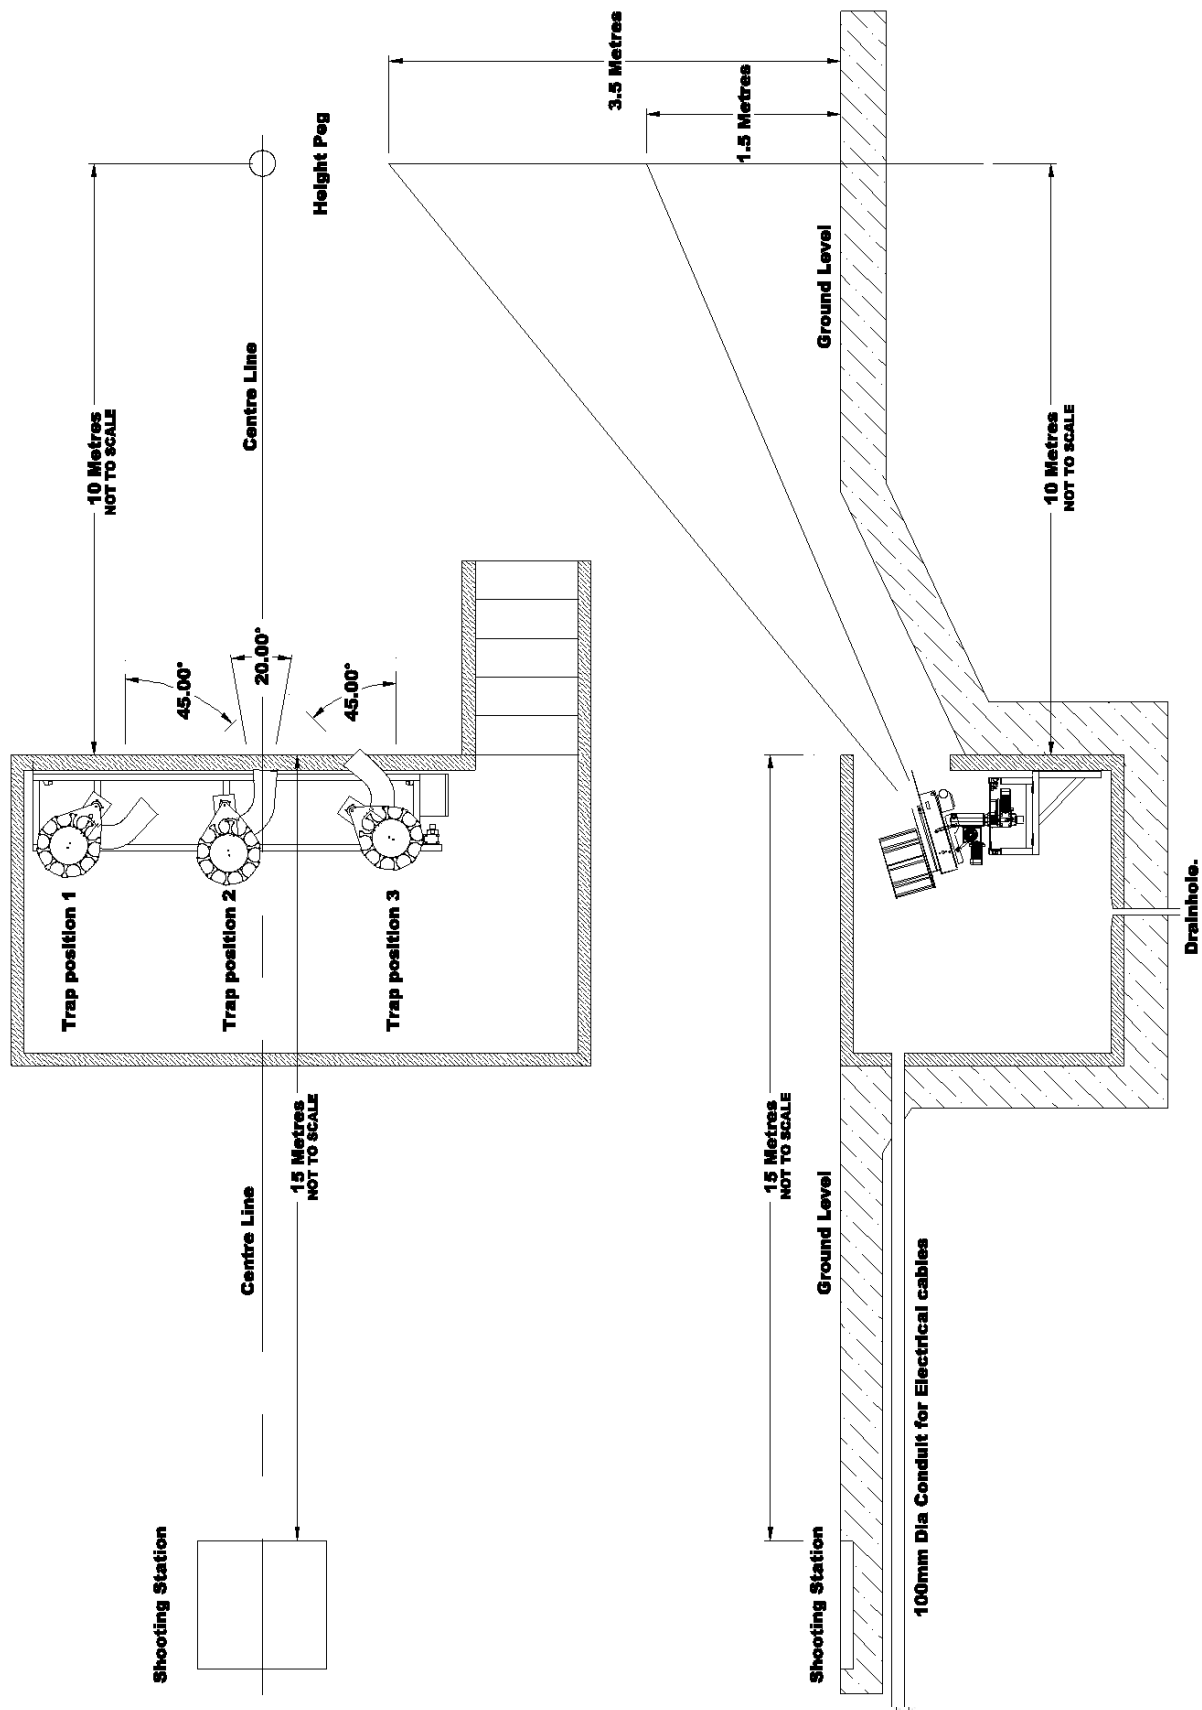 Trap position 1
10 Metres
NOT TO SCALE
Shooting Station
45.00°
Centre Line
Trap position 2
Centre Line
20.00°
15 Metres
NOT TO SCALE
Height Peg
45.00°
Trap position 3
3.5 Metres
1.5 Metres
15 Metres
NOT TO SCALE
Shooting Station
Ground Level
Ground Level
100mm Dia Conduit for Electrical cables
10 Metres
NOT TO SCALE
Drainhole.